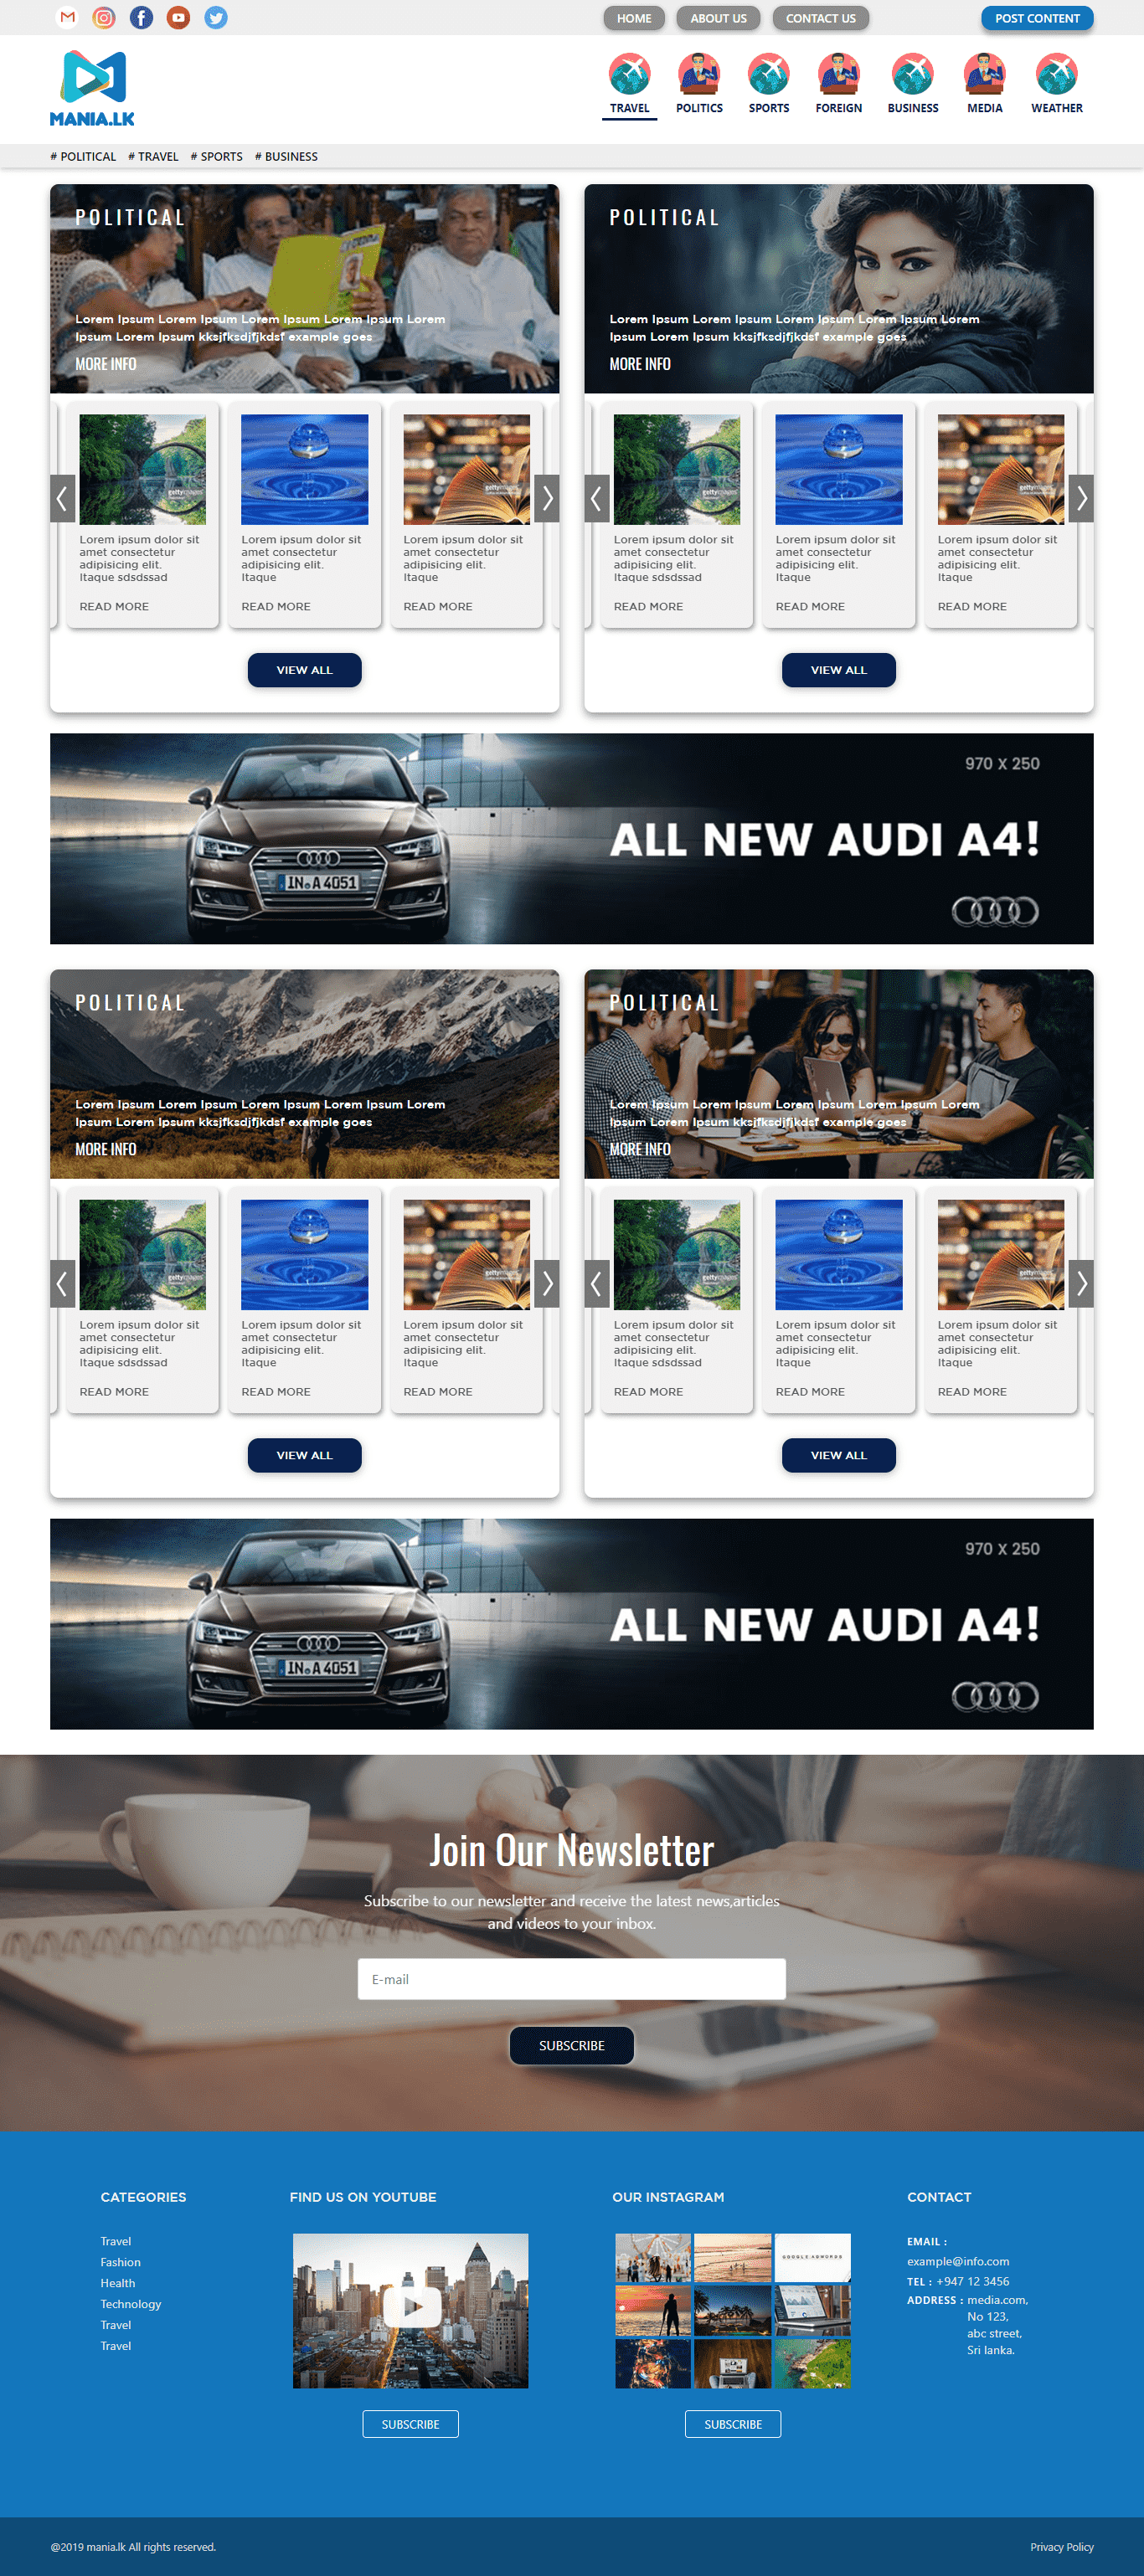 HOME
ABOUT US
CONTACT US
POST CONTENT
MANIA.LK
TRAVEL
POLITICS
SPORTS
FOREIGN
BUSINESS
MEDIA
WEATHER
# POLITICAL
# TRAVEL
# SPORTS
# BUSINESS
POLITICAL
Lorem Ipsum Lorem Ipsum Lorem Ipsum Lorem Ipsum Lorem
Ipsum Lorem Ipsum kksjfksdjfjkdsf example goes
MORE INFO
gettyimages
Lorem ipsum dolor sit
amet consectetur
adipisicing elit.
Itaque sdsdssad
READ MORE
Lorem ipsum dolor sit
amet consectetur
adipisicing elit.
Itaque
READ MORE
gettyimages
Lorem ipsum dolor sit
amet consectetur
adipisicing elit.
Itaque
READ MORE
VIEW ALL
POLITICAL
Lorem Ipsum Lorem Ipsum Lorem Ipsum Lorem Ipsum Lorem
Ipsum Lorem Ipsum kksjfksdjfjkdsf example goes
MORE INFO
gettyimages
Lorem ipsum dolor sit
amet consectetur
adipisicing elit.
Itaque sdsdssad
READ MORE
Lorem ipsum dolor sit
amet consectetur
adipisicing elit.
Itaque
READ MORE
gettyimages
Lorem ipsum dolor sit
amet consectetur
adipisicing elit.
Itaque
READ MORE
VIEW ALL
970 X 250
ALL NEW AUDI A4!
IN A 4051
POLITICAL
Lorem Ipsum Lorem Ipsum Lorem Ipsum Lorem Ipsum Lorem
Ipsum Lorem Ipsum kksjfksdjfjkdsf example goes
MORE INFO
gettyimages
Lorem ipsum dolor sit
amet consectetur
adipisicing elit.
Itaque sdsdssad
READ MORE
Lorem ipsum dolor sit
amet consectetur
adipisicing elit.
Itaque
READ MORE
gettyimages
Lorem ipsum dolor sit
amet consectetur
adipisicing elit.
Itaque
READ MORE
VIEW ALL
POLITICAL
Lorem Ipsum Lorem Ipsum Lorem Ipsum Lorem Ipsum Lorem
Ipsum Lorem Ipsum kksjfksdjfjkdsf example goes
MORE INFO
gettyimages
Lorem ipsum dolor sit
amet consectetur
adipisicing elit.
Itaque sdsdssad
READ MORE
Lorem ipsum dolor sit
amet consectetur
adipisicing elit.
Itaque
READ MORE
gettyimages
Lorem ipsum dolor sit
amet consectetur
adipisicing elit.
Itaque
READ MORE
VIEW ALL
970 X 250
ALL NEW AUDI A4!
IN A 4051
Join Our Newsletter
Subscribe to our newsletter and receive the latest news,articles
and videos to your inbox.
E-mail
SUBSCRIBE
CATEGORIES
Travel
Fashion
Health
Technology
Travel
Travel
FIND US ON YOUTUBE
SUBSCRIBE
OUR INSTAGRAM
GOOGLE ADWORDS
SUBSCRIBE
CONTACT
EMAIL :
example@info.com
TEL : +947 12 3456
ADDRESS : media.com,
No 123,
abc street,
Sri lanka.
@2019 mania.lk All rights reserved.
Privacy Policy